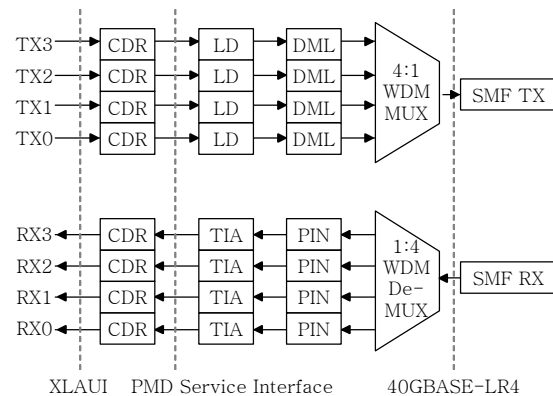 TX3 CDR LD DML
TX2 CDR LD DML
TX1 CDR LD DML
TX0 CDR LD DML
4:1
WDM
MUX
SMF TX
RX3 CDR TIA PIN
RX2 CDR TIA PIN
RX1 CDR TIA PIN
RX0 CDR TIA PIN
1:4
WDM
De-
MUX
SMF RX
XLAUI PMD Service Interface 40GBASE-LR4